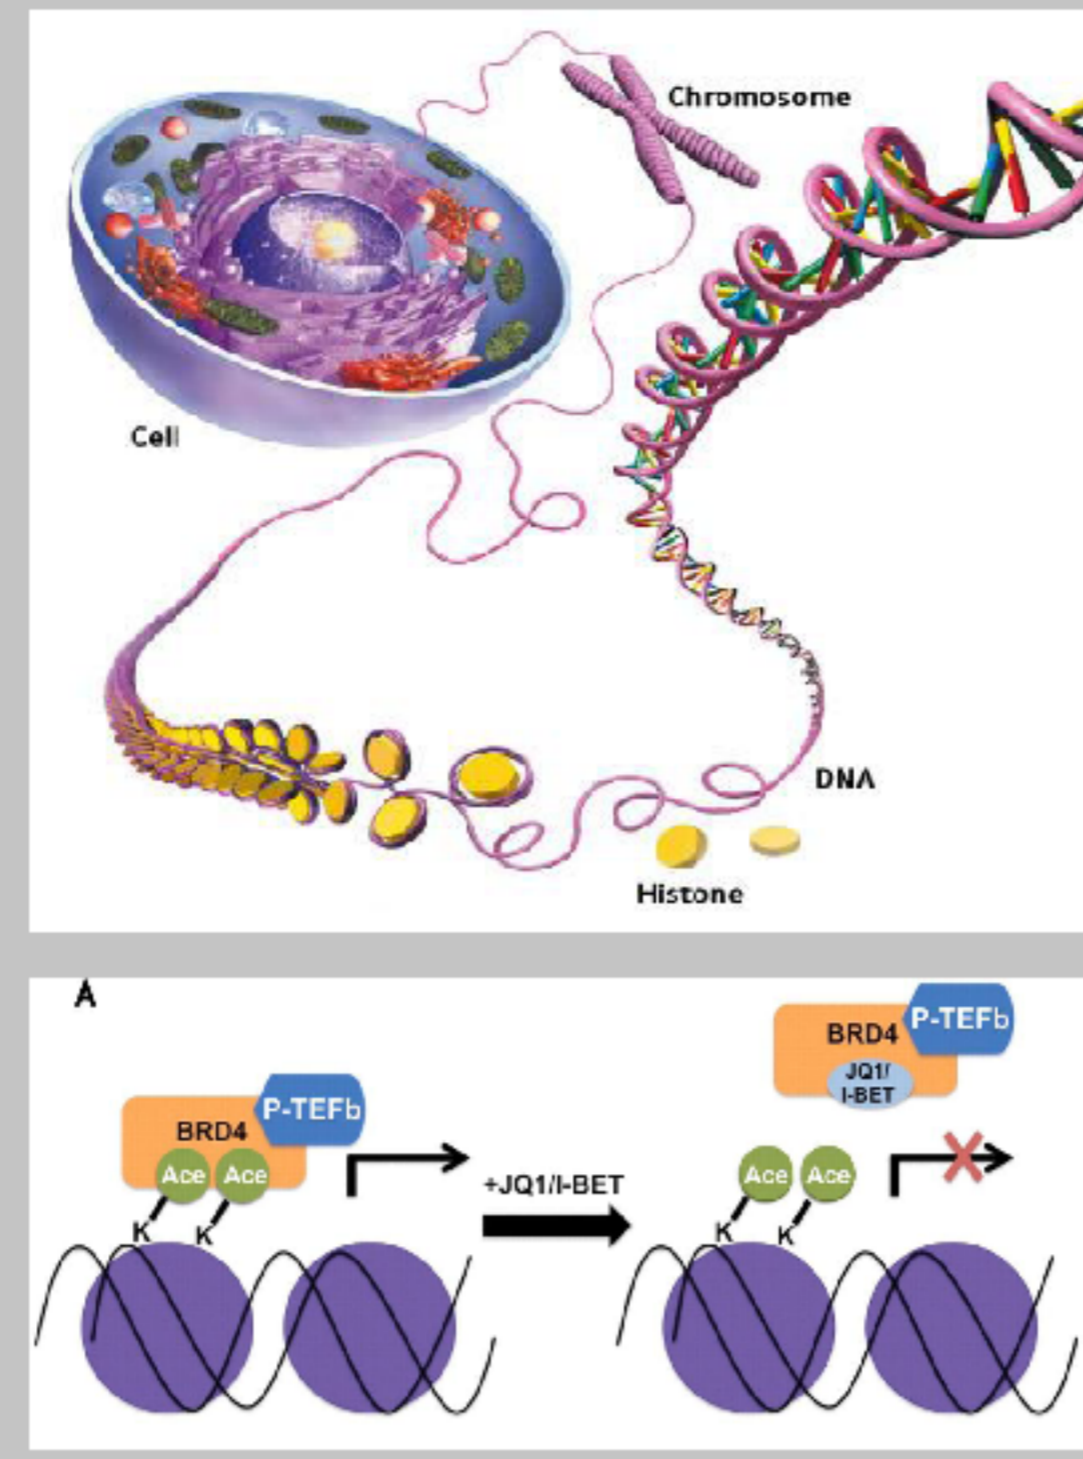 Chromosome
Cell
DNA
Histone
A
P-TEFb
BRD4
Ace Ace
K K
+JQ1/I-BET
P-TEFb
BRD4
JQ1/
I-BET
Ace Ace
K K